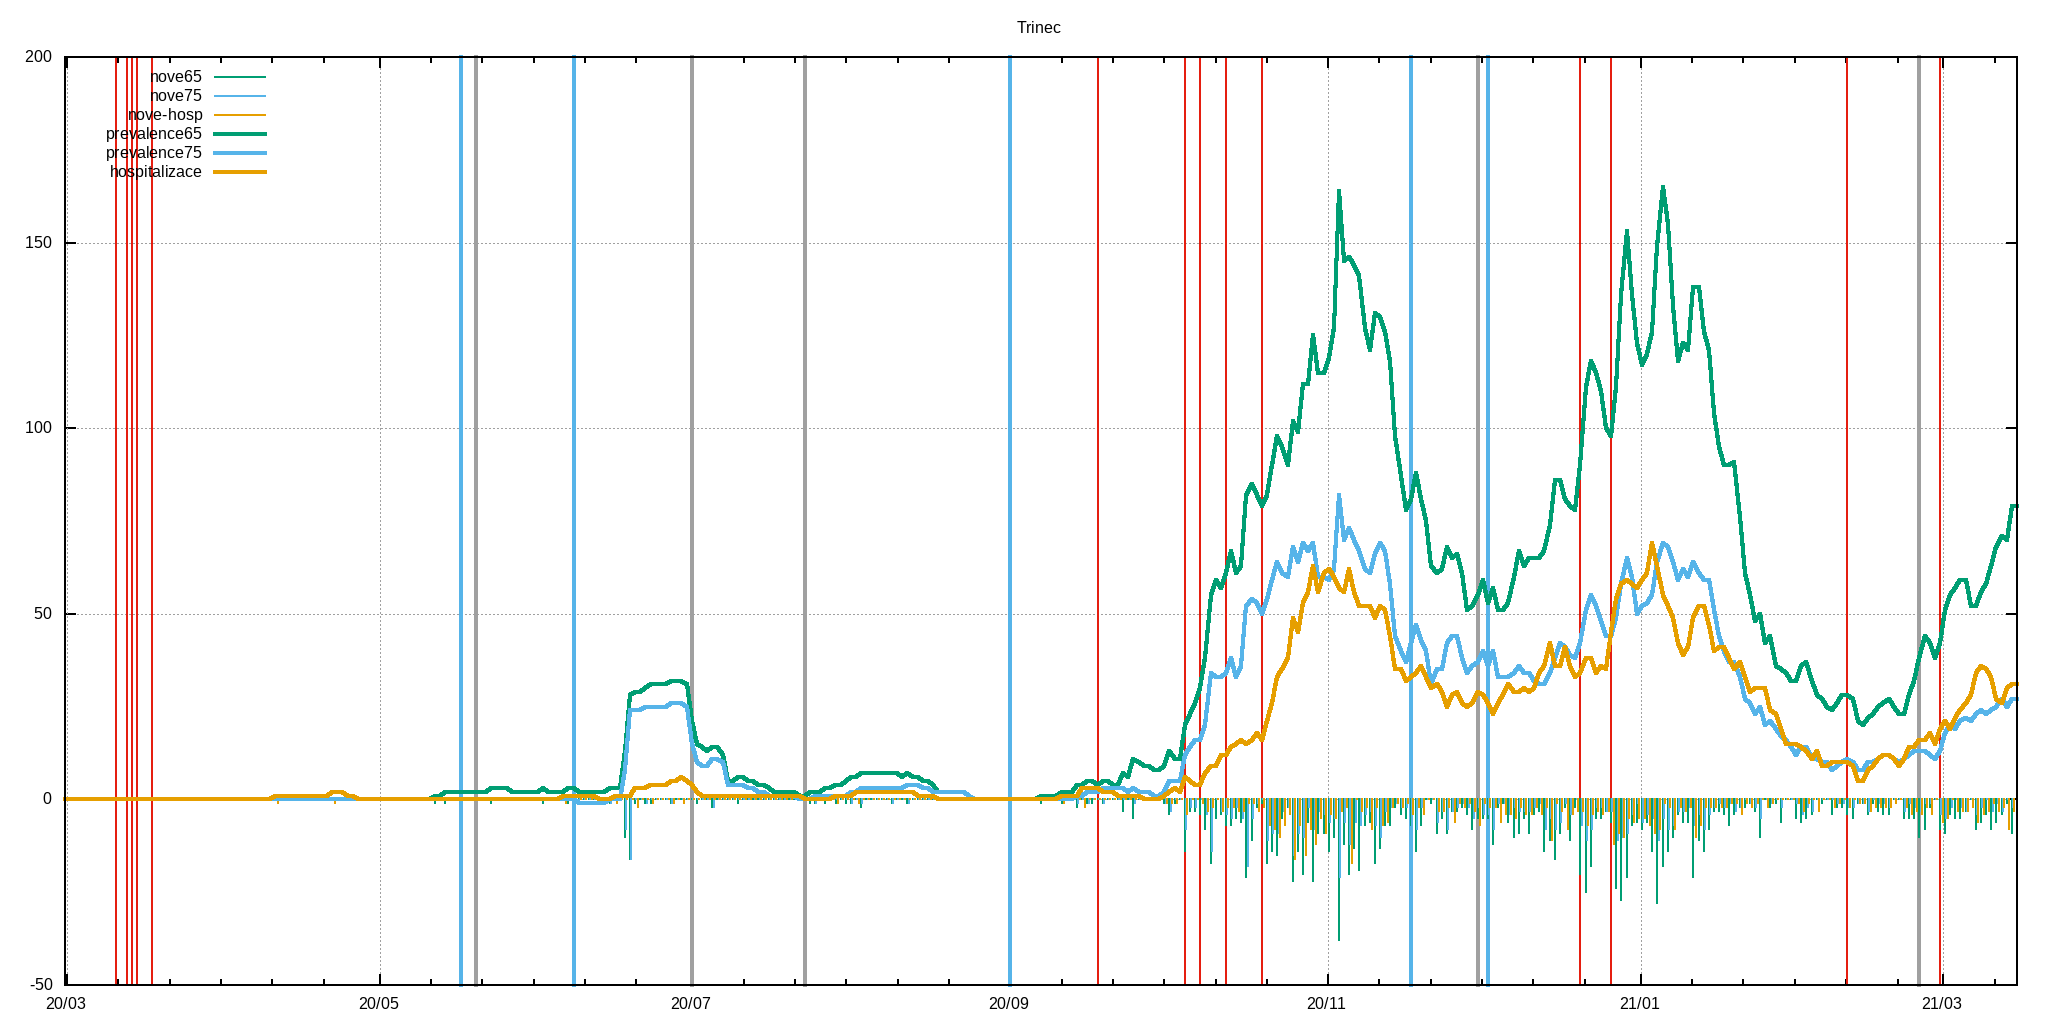 Trinec
200
150
100
50
0
-50
nove65
nove75
nove-hosp
prevalence65
prevalence75
hospitalizace
20/03 20/05 20/07 20/09 20/11 21/01 21/03